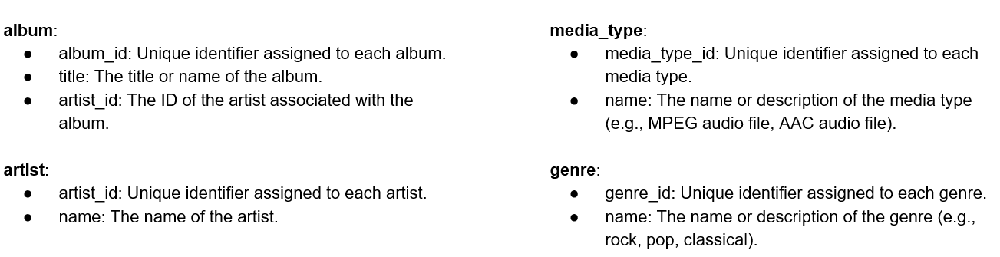 album:
● album_id: Unique identifier assigned to each album.
● title: The title or name of the album.
● artist_id: The ID of the artist associated with the
album.
artist:
● artist_id: Unique identifier assigned to each artist.
● name: The name of the artist.
media_type:
● media_type_id: Unique identifier assigned to each
media type.
● name: The name or description of the media type
(e.g., MPEG audio file, AAC audio file).
genre:
● genre_id: Unique identifier assigned to each genre.
● name: The name or description of the genre (e.g.,
rock, pop, classical).